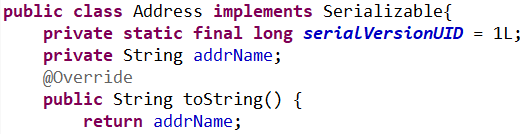 public class Address implements Serializable{
    private static final long serialVersionUID = 1L;
    private String addrName;
    @Override
    public String toString() {
        return addrName;